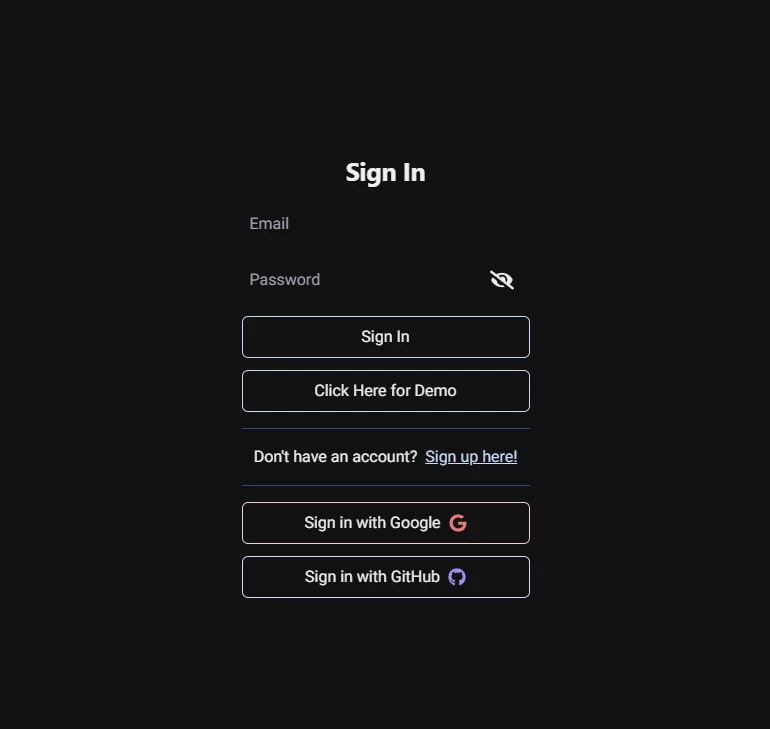 Sign In
Email
Password
Sign In
Click Here for Demo
Don't have an account? Sign up here!
Sign in with Google
Sign in with GitHub